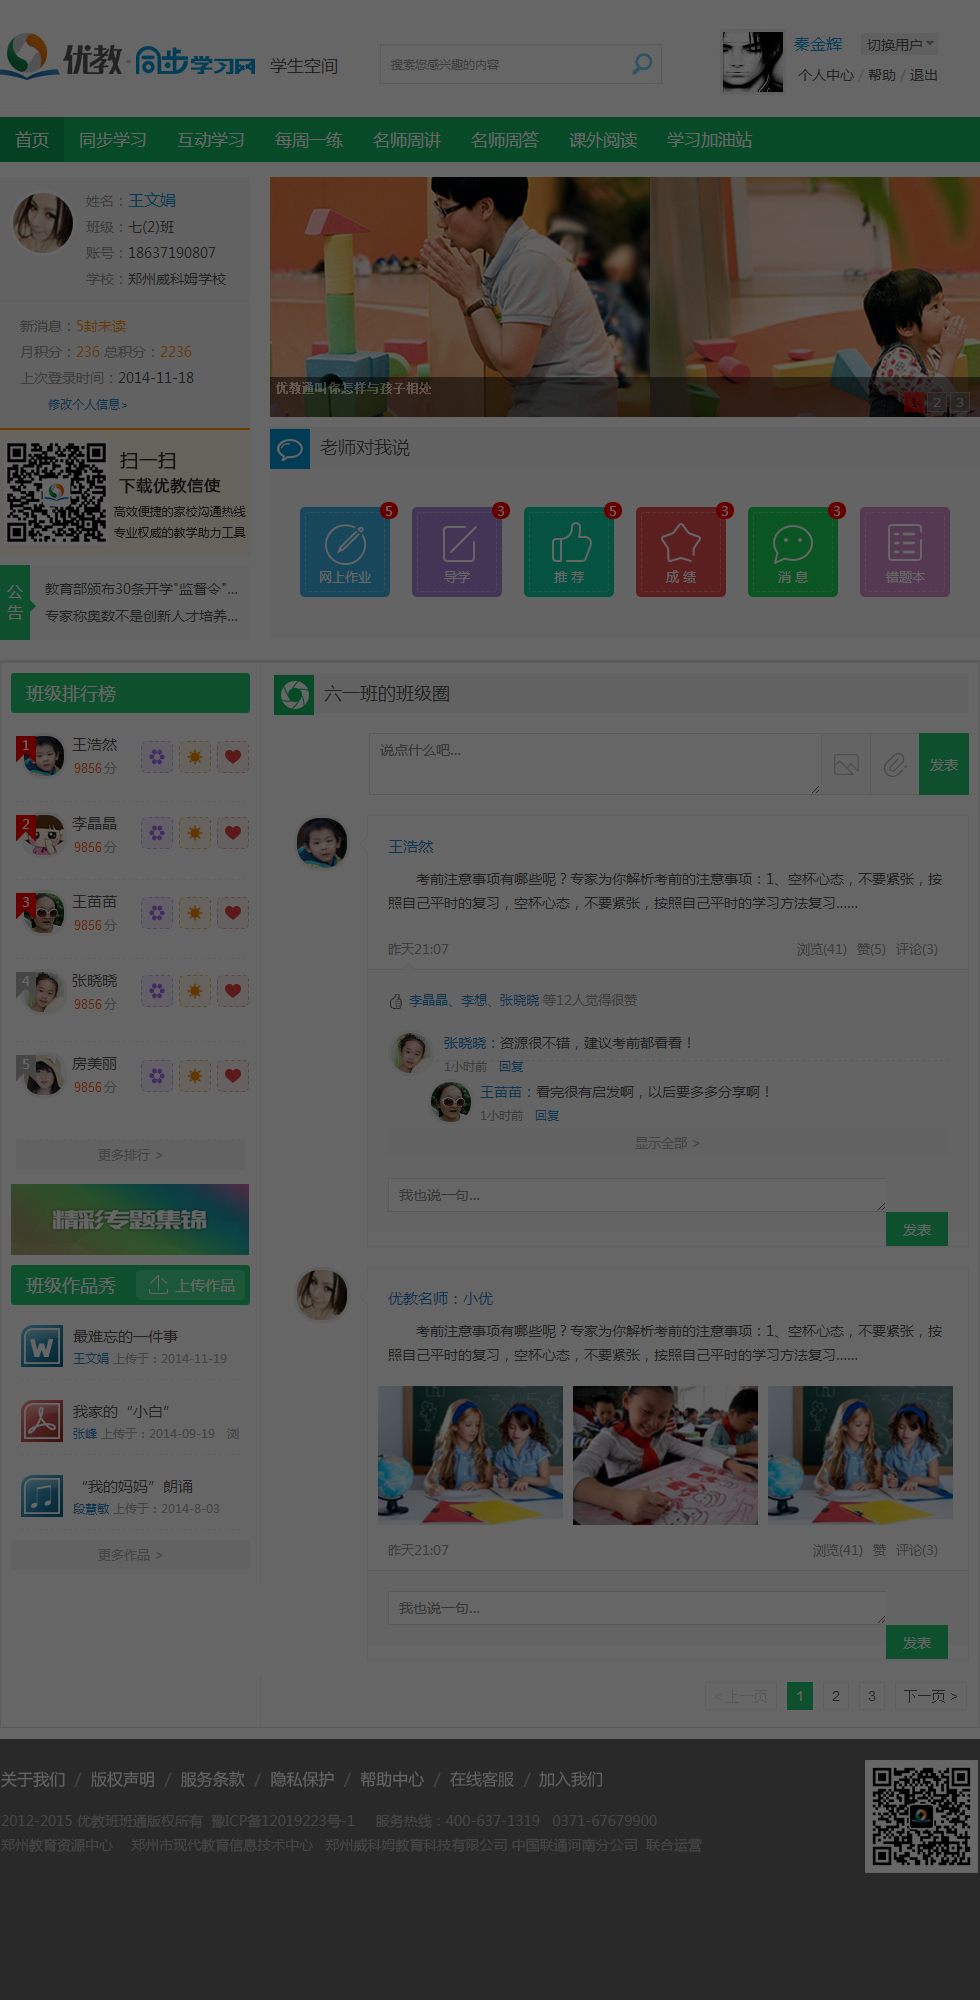 优教·同步学习网 学生空间
搜索您感兴趣的内容
秦金辉 切换用户
个人中心 / 帮助 / 退出
首页 同步学习 互动学习 每周一练 名师周讲 名师周答 课外阅读 学习加油站
姓名：王文娟
班级：七(2)班
账号：18637190807
学校：郑州威科姆学校
新消息：5封未读
月积分：236 总积分：2236
上次登录时间：2014-11-18
修改个人信息>
优教通叫你怎样与孩子相处
1 2 3
扫一扫
下载优教信使
高效便捷的家校沟通热线
专业权威的教学助力工具
公告
教育部颁布30条开学"监督令"...
专家称奥数不是创新人才培养...
老师对我说
5 3 5 3 3
网上作业 导学 推荐 成绩 消息 错题本
班级排行榜
1 王浩然
9856分
2 李晶晶
9856分
3 王苗苗
9856分
4 张晓晓
9856分
5 房美丽
9856分
更多排行 >
精彩专题集锦
班级作品秀 上传作品
W 最难忘的一件事
王文娟 上传于：2014-11-19
我家的“小白”
张峰 上传于：2014-09-19 浏
“我的妈妈”朗诵
段慧敏 上传于：2014-8-03
更多作品 >
六一班的班级圈
说点什么吧...
发表
王浩然
考前注意事项有哪些呢？专家为你解析考前的注意事项：1、空杯心态，不要紧张，按
照自己平时的复习，空杯心态，不要紧张，按照自己平时的学习方法复习......
昨天21:07 浏览(41) 赞(5) 评论(3)
李晶晶、李想、张晓晓 等12人觉得很赞
张晓晓：资源很不错，建议考前都看看！
1小时前 回复
王苗苗：看完很有启发啊，以后要多多分享啊！
1小时前 回复
显示全部 >
我也说一句...
发表
优教名师：小优
考前注意事项有哪些呢？专家为你解析考前的注意事项：1、空杯心态，不要紧张，按
照自己平时的复习，空杯心态，不要紧张，按照自己平时的学习方法复习......
昨天21:07 浏览(41) 赞 评论(3)
我也说一句...
发表
< 上一页 1 2 3 下一页 >
关于我们 / 版权声明 / 服务条款 / 隐私保护 / 帮助中心 / 在线客服 / 加入我们
2012-2015 优教班班通版权所有 豫ICP备12019223号-1 服务热线：400-637-1319 0371-67679900
郑州教育资源中心 郑州市现代教育信息技术中心 郑州威科姆教育科技有限公司 中国联通河南分公司 联合运营